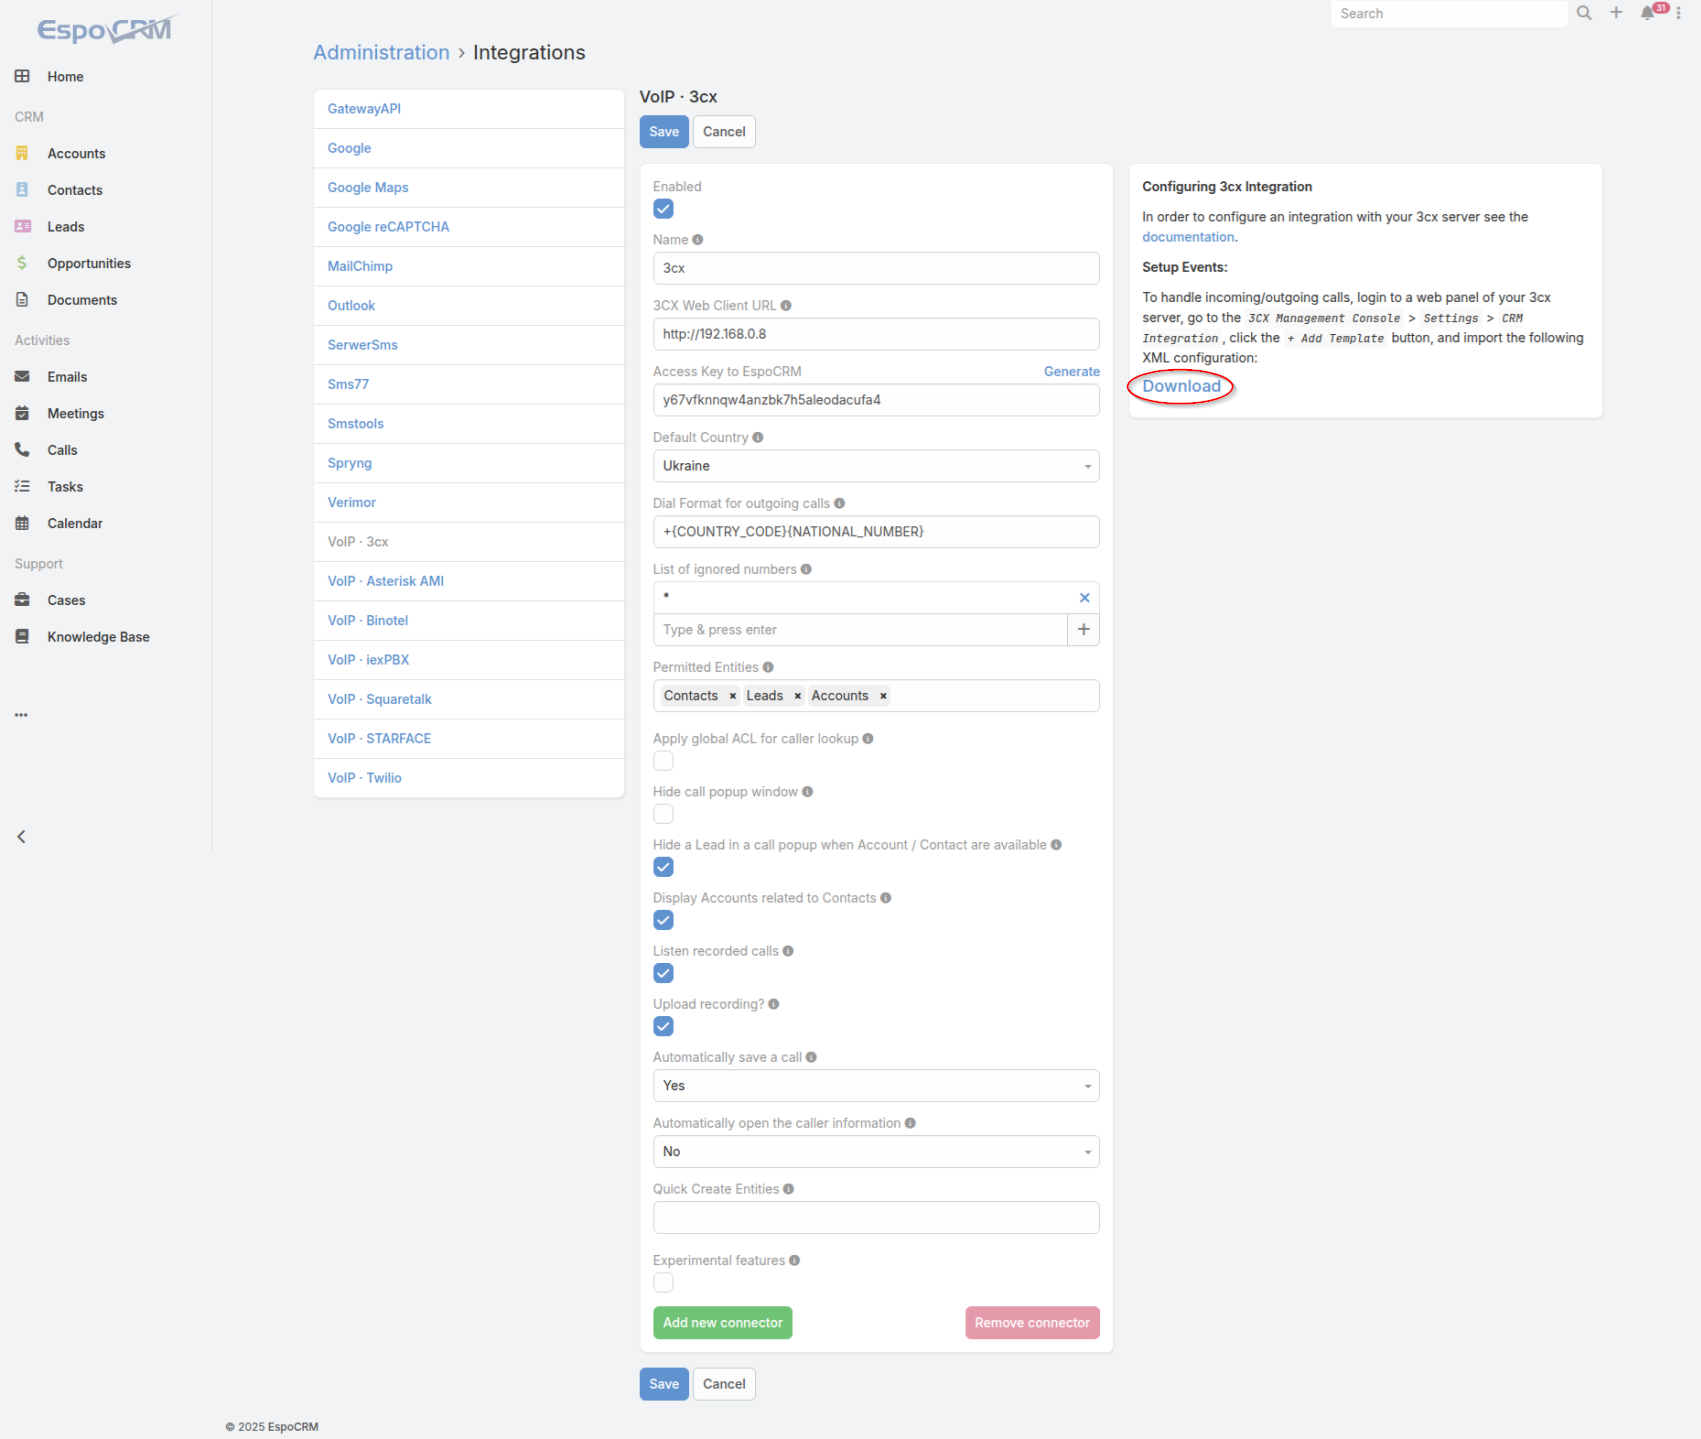 EspoCRM
Search
31
Home
CRM
Accounts
Contacts
Leads
Opportunities
Documents
Activities
Emails
Meetings
Calls
Tasks
Calendar
Support
Cases
Knowledge Base
Administration › Integrations
GatewayAPI
Google
Google Maps
Google reCAPTCHA
MailChimp
Outlook
SerwerSms
Sms77
Smstools
Spryng
Verimor
VoIP · 3cx
VoIP · Asterisk AMI
VoIP · Binotel
VoIP · iexPBX
VoIP · Squaretalk
VoIP · STARFACE
VoIP · Twilio
VoIP · 3cx
Save
Cancel
Enabled
Name
3cx
3CX Web Client URL
http://192.168.0.8
Access Key to EspoCRM
Generate
y67vfknnqw4anzbk7h5aleodacufa4
Default Country
Ukraine
Dial Format for outgoing calls
+{COUNTRY_CODE}{NATIONAL_NUMBER}
List of ignored numbers
*
Type & press enter
Permitted Entities
Contacts × Leads × Accounts ×
Apply global ACL for caller lookup
Hide call popup window
Hide a Lead in a call popup when Account / Contact are available
Display Accounts related to Contacts
Listen recorded calls
Upload recording?
Automatically save a call
Yes
Automatically open the caller information
No
Quick Create Entities
Experimental features
Add new connector
Remove connector
Save
Cancel
Configuring 3cx Integration
In order to configure an integration with your 3cx server see the
documentation.
Setup Events:
To handle incoming/outgoing calls, login to a web panel of your 3cx
server, go to the 3CX Management Console > Settings > CRM
Integration , click the + Add Template button, and import the following
XML configuration:
Download
© 2025 EspoCRM